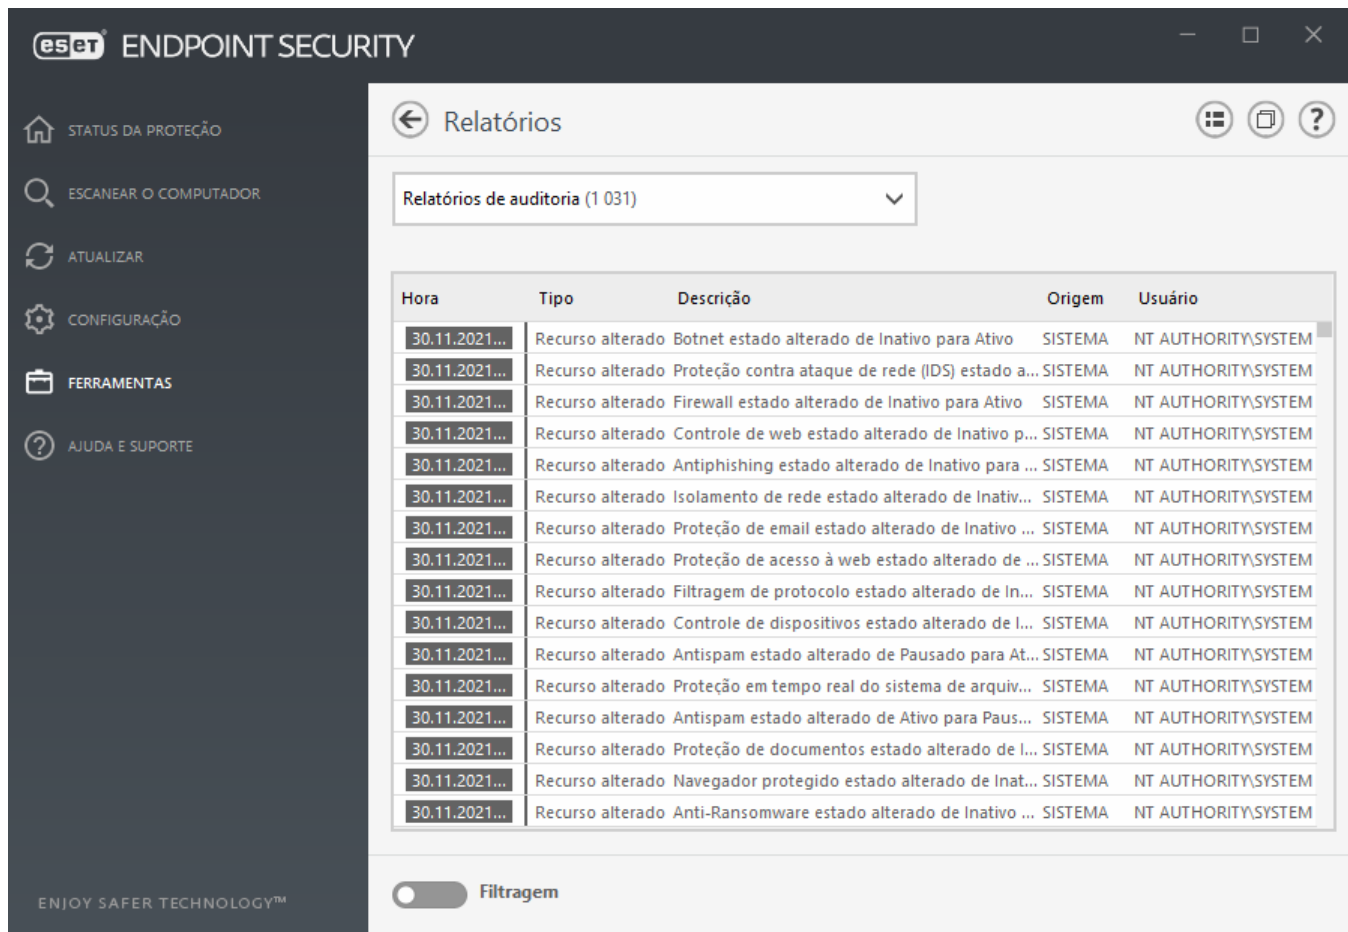 eset ENDPOINT SECURITY
STATUS DA PROTEÇÃO
ESCANEAR O COMPUTADOR
ATUALIZAR
CONFIGURAÇÃO
FERRAMENTAS
AJUDA E SUPORTE
ENJOY SAFER TECHNOLOGY™
Relatórios
?
Relatórios de auditoria (1 031)
Hora Tipo Descrição Origem Usuário
30.11.2021... Recurso alterado Botnet estado alterado de Inativo para Ativo SISTEMA NT AUTHORITY\SYSTEM
30.11.2021... Recurso alterado Proteção contra ataque de rede (IDS) estado a... SISTEMA NT AUTHORITY\SYSTEM
30.11.2021... Recurso alterado Firewall estado alterado de Inativo para Ativo SISTEMA NT AUTHORITY\SYSTEM
30.11.2021... Recurso alterado Controle de web estado alterado de Inativo p... SISTEMA NT AUTHORITY\SYSTEM
30.11.2021... Recurso alterado Antiphishing estado alterado de Inativo para ... SISTEMA NT AUTHORITY\SYSTEM
30.11.2021... Recurso alterado Isolamento de rede estado alterado de Inativ... SISTEMA NT AUTHORITY\SYSTEM
30.11.2021... Recurso alterado Proteção de email estado alterado de Inativo ... SISTEMA NT AUTHORITY\SYSTEM
30.11.2021... Recurso alterado Proteção de acesso à web estado alterado de ... SISTEMA NT AUTHORITY\SYSTEM
30.11.2021... Recurso alterado Filtragem de protocolo estado alterado de In... SISTEMA NT AUTHORITY\SYSTEM
30.11.2021... Recurso alterado Controle de dispositivos estado alterado de I... SISTEMA NT AUTHORITY\SYSTEM
30.11.2021... Recurso alterado Antispam estado alterado de Pausado para At... SISTEMA NT AUTHORITY\SYSTEM
30.11.2021... Recurso alterado Proteção em tempo real do sistema de arquiv... SISTEMA NT AUTHORITY\SYSTEM
30.11.2021... Recurso alterado Antispam estado alterado de Ativo para Paus... SISTEMA NT AUTHORITY\SYSTEM
30.11.2021... Recurso alterado Proteção de documentos estado alterado de I... SISTEMA NT AUTHORITY\SYSTEM
30.11.2021... Recurso alterado Navegador protegido estado alterado de Inat... SISTEMA NT AUTHORITY\SYSTEM
30.11.2021... Recurso alterado Anti-Ransomware estado alterado de Inativo ... SISTEMA NT AUTHORITY\SYSTEM
Filtragem